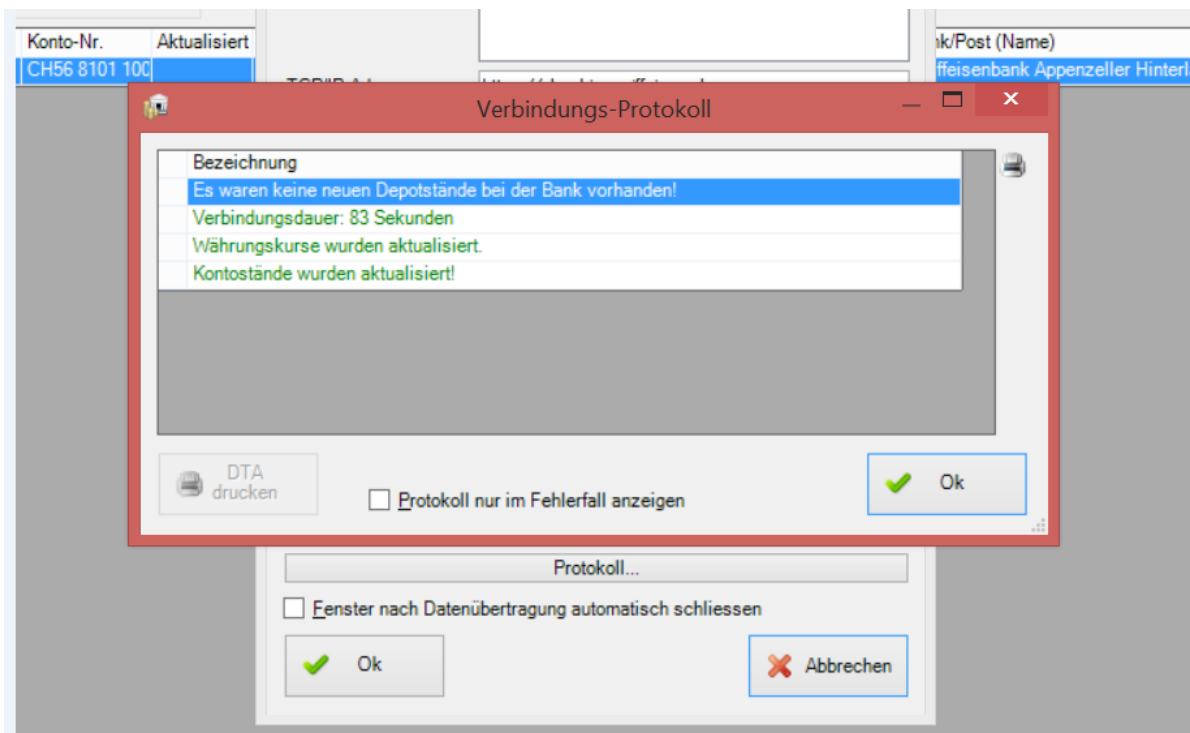 Konto-Nr. Aktualisiert
nk/Post (Name)
CH56 8101 100
ffeisenbank Appenzeller Hinterl
Verbindungs-Protokoll
Bezeichnung
Es waren keine neuen Depotstände bei der Bank vorhanden!
Verbindungsdauer: 83 Sekunden
Währungskurse wurden aktualisiert.
Kontostände wurden aktualisiert!
DTA
drucken
Protokoll nur im Fehlerfall anzeigen
Ok
Protokoll...
Fenster nach Datenübertragung automatisch schliessen
Ok
Abbrechen